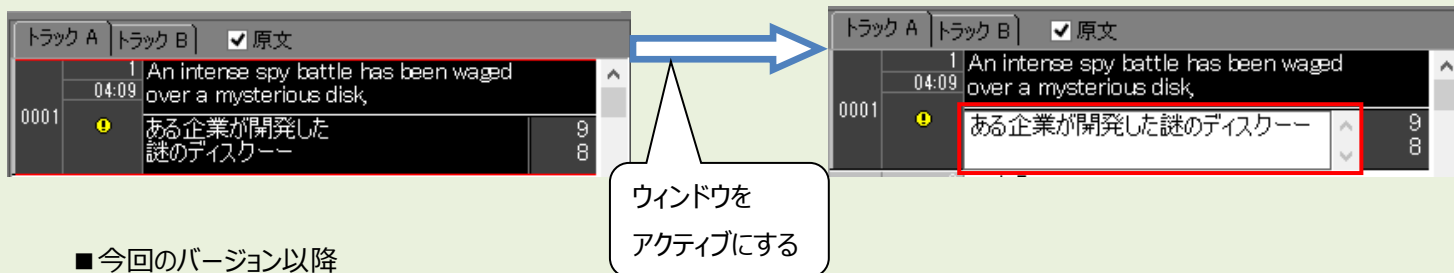 トラック A トラック B ✔ 原文
1 An intense spy battle has been waged
04:09 over a mysterious disk,
0001
ある企業が開発した 9
謎のディスクーー 8
ウィンドウを
アクティブにする
トラック A トラック B ✔ 原文
1 An intense spy battle has been waged
04:09 over a mysterious disk,
0001
ある企業が開発した謎のディスクーー 9
8
■今回のバージョン以降